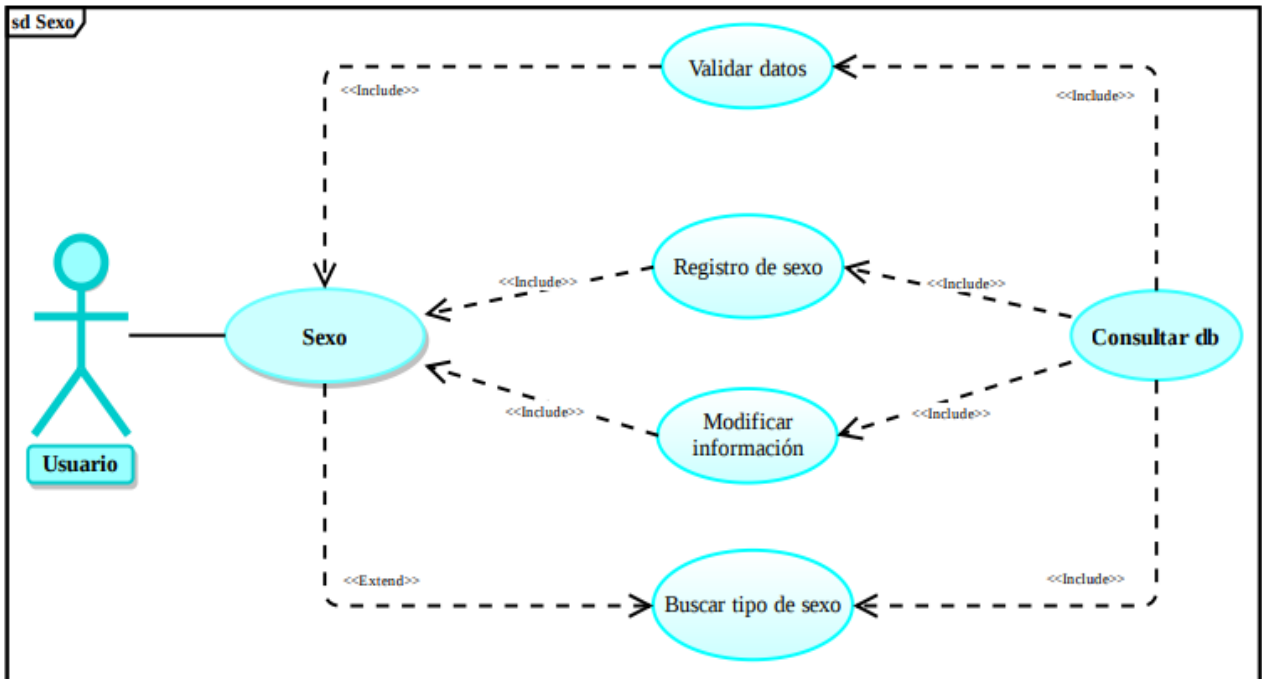 sd Sexo
Validar datos
<<Include>>
<<Include>>
Registro de sexo
<<Include>>
<<Include>>
Sexo
Consultar db
<<Include>>
<<Include>>
Modificar
información
Usuario
<<Extend>>
<<Include>>
Buscar tipo de sexo